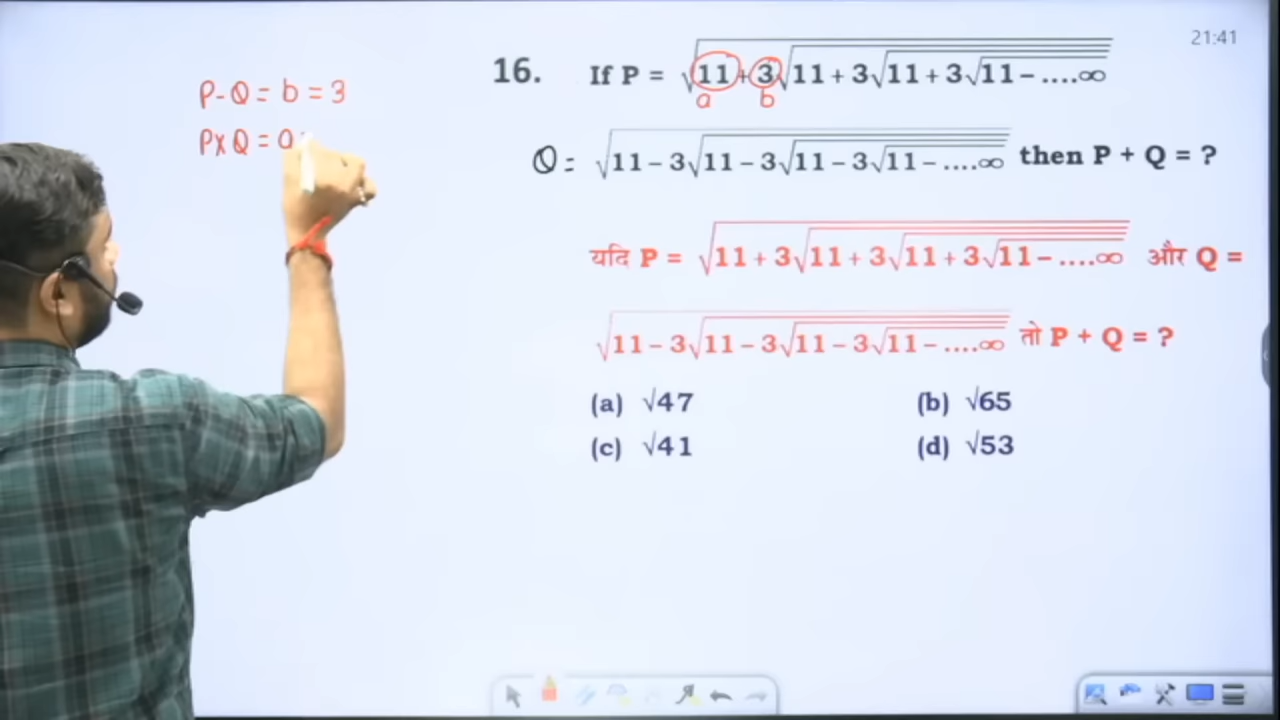 21:41
16. If P = √11 + 3√11 + 3√11 + 3√11 – ....∞
a b
Q = √11 – 3√11 – 3√11 – 3√11 – ....∞ then P + Q = ?
यदि P = √11 + 3√11 + 3√11 + 3√11 – ....∞ और Q =
√11 – 3√11 – 3√11 – 3√11 – ....∞ तो P + Q = ?
(a) √47 (b) √65
(c) √41 (d) √53
P-Q = b = 3
PxQ = a